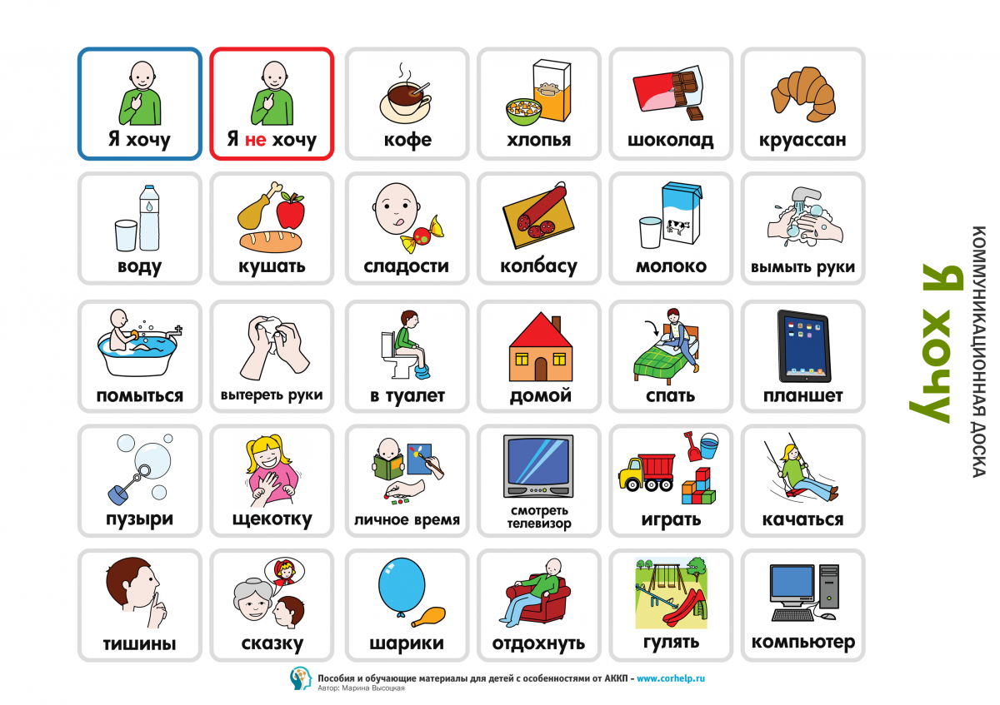 Я хочу
Я не хочу
кофе
хлопья
шоколад
круассан
воду
кушать
сладости
колбасу
молоко
вымыть руки
помыться
вытереть руки
в туалет
домой
спать
планшет
пузыри
щекотку
личное время
смотреть
телевизор
играть
качаться
тишины
сказку
шарики
отдохнуть
гулять
компьютер
КОММУНИКАЦИОННАЯ ДОСКА
Я хочу
Пособия и обучающие материалы для детей с особенностями от АККП - www.corhelp.ru
Автор: Марина Высоцкая